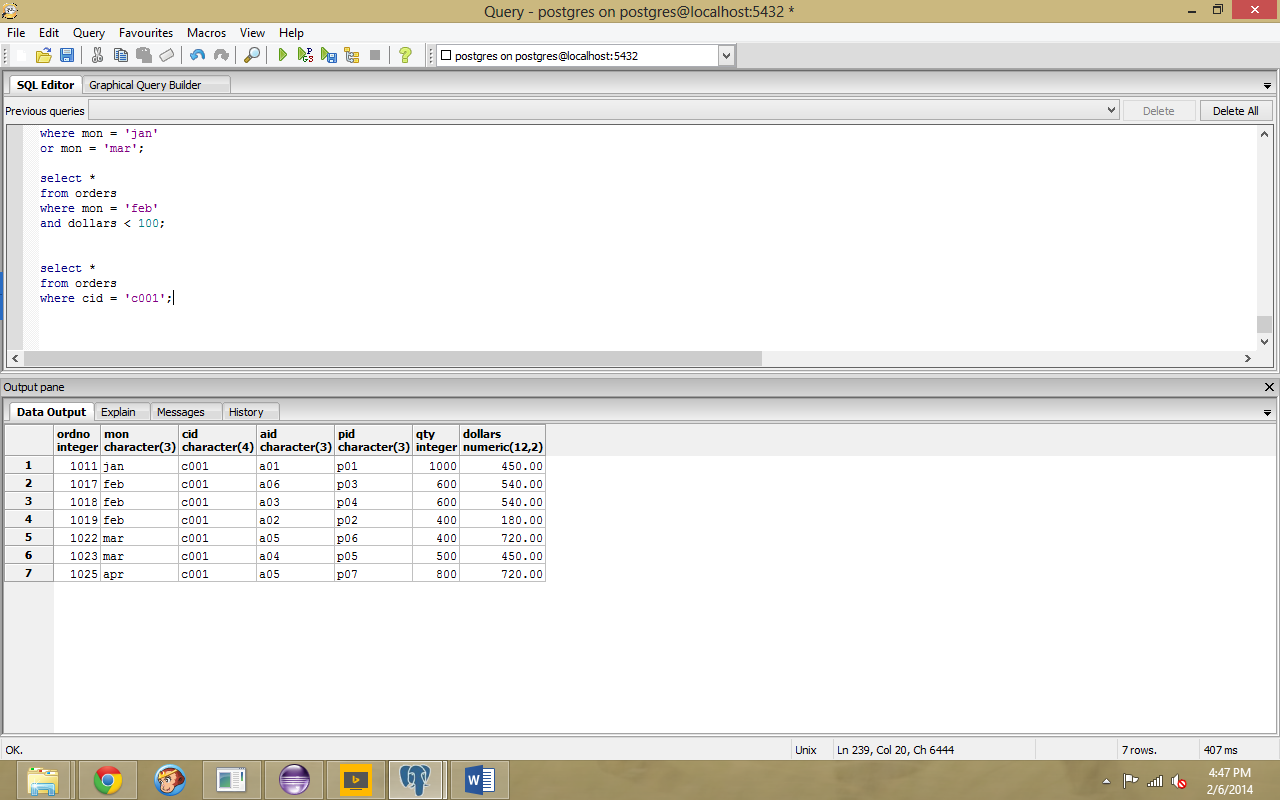 Query - postgres on postgres@localhost:5432 *
File Edit Query Favourites Macros View Help
postgres on postgres@localhost:5432
SQL Editor Graphical Query Builder
Previous queries Delete Delete All
where mon = 'jan'
or mon = 'mar';
select *
from orders
where mon = 'feb'
and dollars < 100;
select *
from orders
where cid = 'c001';
Output pane
Data Output Explain Messages History
ordno mon cid aid pid qty dollars
integer character(3) character(4) character(3) character(3) integer numeric(12,2)
1 1011 jan c001 a01 p01 1000 450.00
2 1017 feb c001 a06 p03 600 540.00
3 1018 feb c001 a03 p04 600 540.00
4 1019 feb c001 a02 p02 400 180.00
5 1022 mar c001 a05 p06 400 720.00
6 1023 mar c001 a04 p05 500 450.00
7 1025 apr c001 a05 p07 800 720.00
OK. Unix Ln 239, Col 20, Ch 6444 7 rows. 407 ms
4:47 PM
2/6/2014